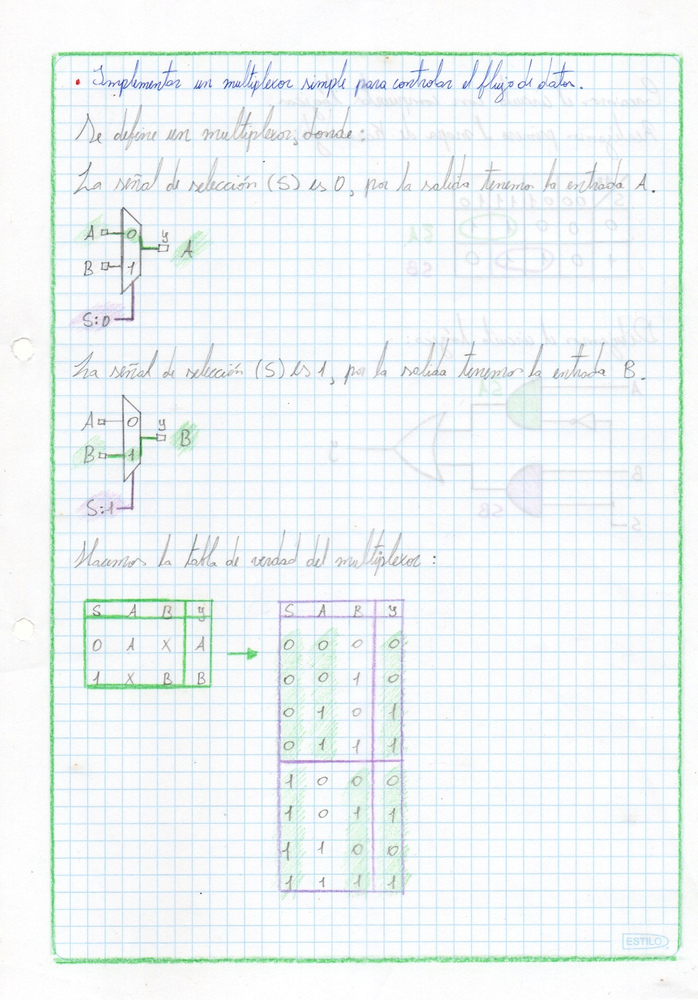 • Implementar un multiplexor simple para controlar el flujo de datos.
Se define un multiplexor, donde:
La señal de selección (S) es 0, por la salida tenemos la entrada A.
A 0 y A
B 1
S:0
La señal de selección (S) es 1, por la salida tenemos la entrada B.
A 0 y B
B 1
S:1
Hacemos la tabla de verdad del multiplexor:
S A B y
0 A X A
1 X B B
S A B y
0 0 0 0
0 0 1 0
0 1 0 1
0 1 1 1
1 0 0 0
1 0 1 1
1 1 0 0
1 1 1 1
ESTILO